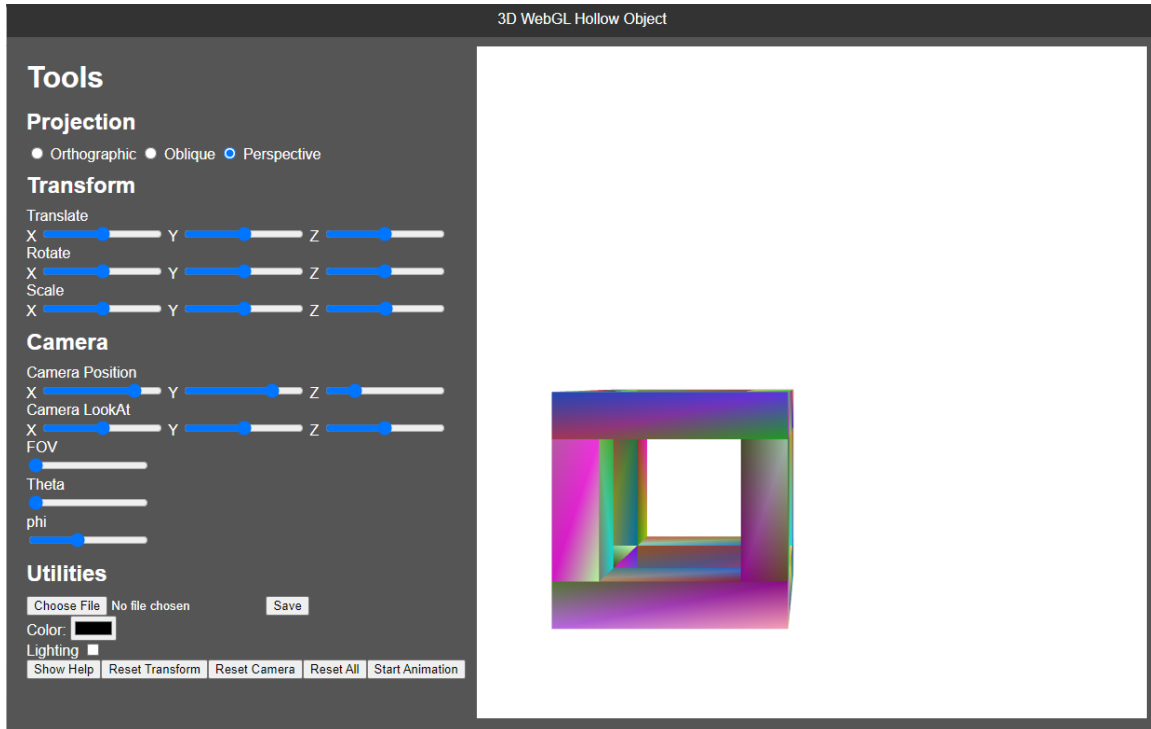 3D WebGL Hollow Object
Tools
Projection
Orthographic Oblique Perspective
Transform
Translate
X Y Z
Rotate
X Y Z
Scale
X Y Z
Camera
Camera Position
X Y Z
Camera LookAt
X Y Z
FOV
Theta
phi
Utilities
Choose File No file chosen Save
Color:
Lighting
Show Help Reset Transform Reset Camera Reset All Start Animation